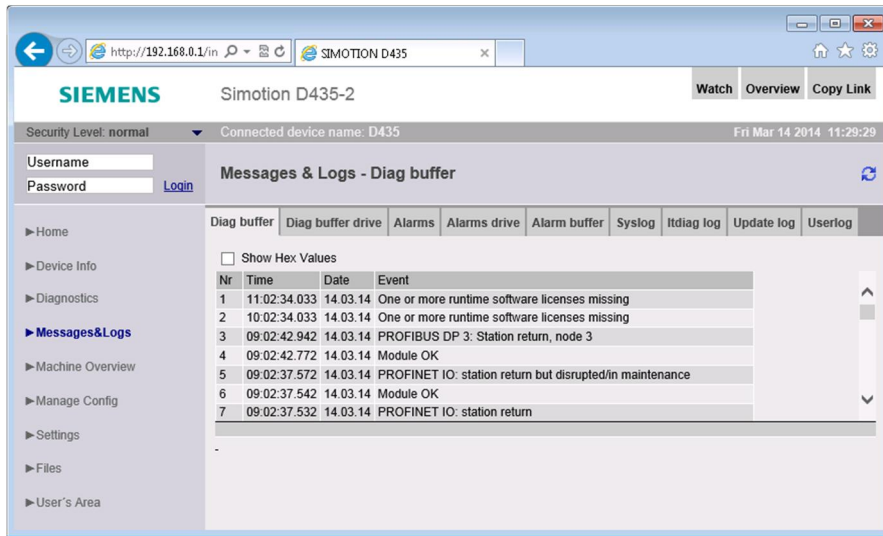 http://192.168.0.1/in
SIMOTION D435
SIEMENS
Simotion D435-2
Watch Overview Copy Link
Security Level: normal
Connected device name: D435
Fri Mar 14 2014 11:29:29
Username
Password
Login
Messages & Logs - Diag buffer
Home
Device Info
Diagnostics
Messages&Logs
Machine Overview
Manage Config
Settings
Files
User´s Area
Diag buffer Diag buffer drive Alarms Alarms drive Alarm buffer Syslog Itdiag log Update log Userlog
Show Hex Values
Nr Time Date Event
1 11:02:34.033 14.03.14 One or more runtime software licenses missing
2 10:02:34.033 14.03.14 One or more runtime software licenses missing
3 09:02:42.942 14.03.14 PROFIBUS DP 3: Station return, node 3
4 09:02:42.772 14.03.14 Module OK
5 09:02:37.572 14.03.14 PROFINET IO: station return but disrupted/in maintenance
6 09:02:37.542 14.03.14 Module OK
7 09:02:37.532 14.03.14 PROFINET IO: station return
-